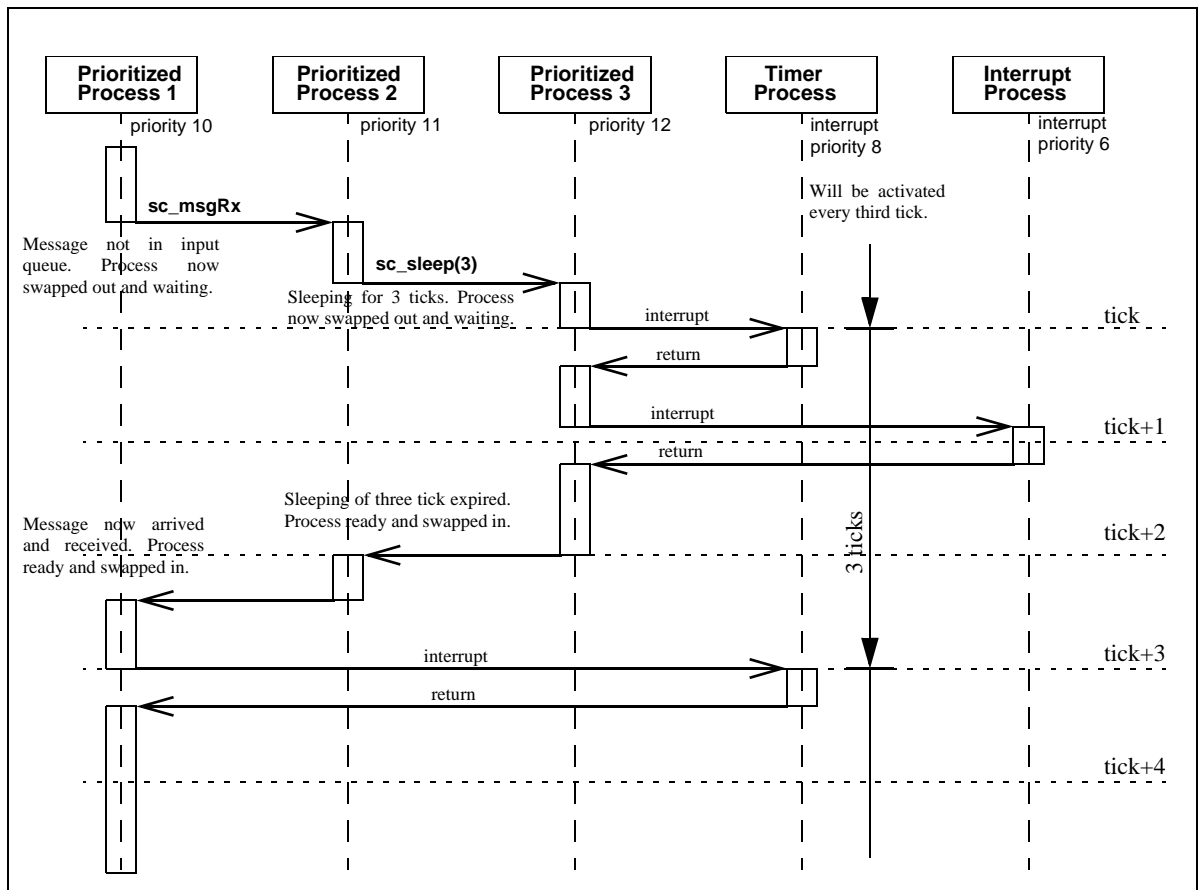 Prioritized
Process 1
Prioritized
Process 2
Prioritized
Process 3
Timer
Process
Interrupt
Process
priority 10
priority 11
priority 12
interrupt
priority 8
interrupt
priority 6
Will be activated
every third tick.
sc_msgRx
Message not in input
queue. Process now
swapped out and waiting.
sc_sleep(3)
Sleeping for 3 ticks. Process
now swapped out and waiting.
interrupt
tick
return
interrupt
tick+1
return
Sleeping of three tick expired.
Process ready and swapped in.
Message now arrived
and received. Process
ready and swapped in.
tick+2
3 ticks
interrupt
tick+3
return
tick+4